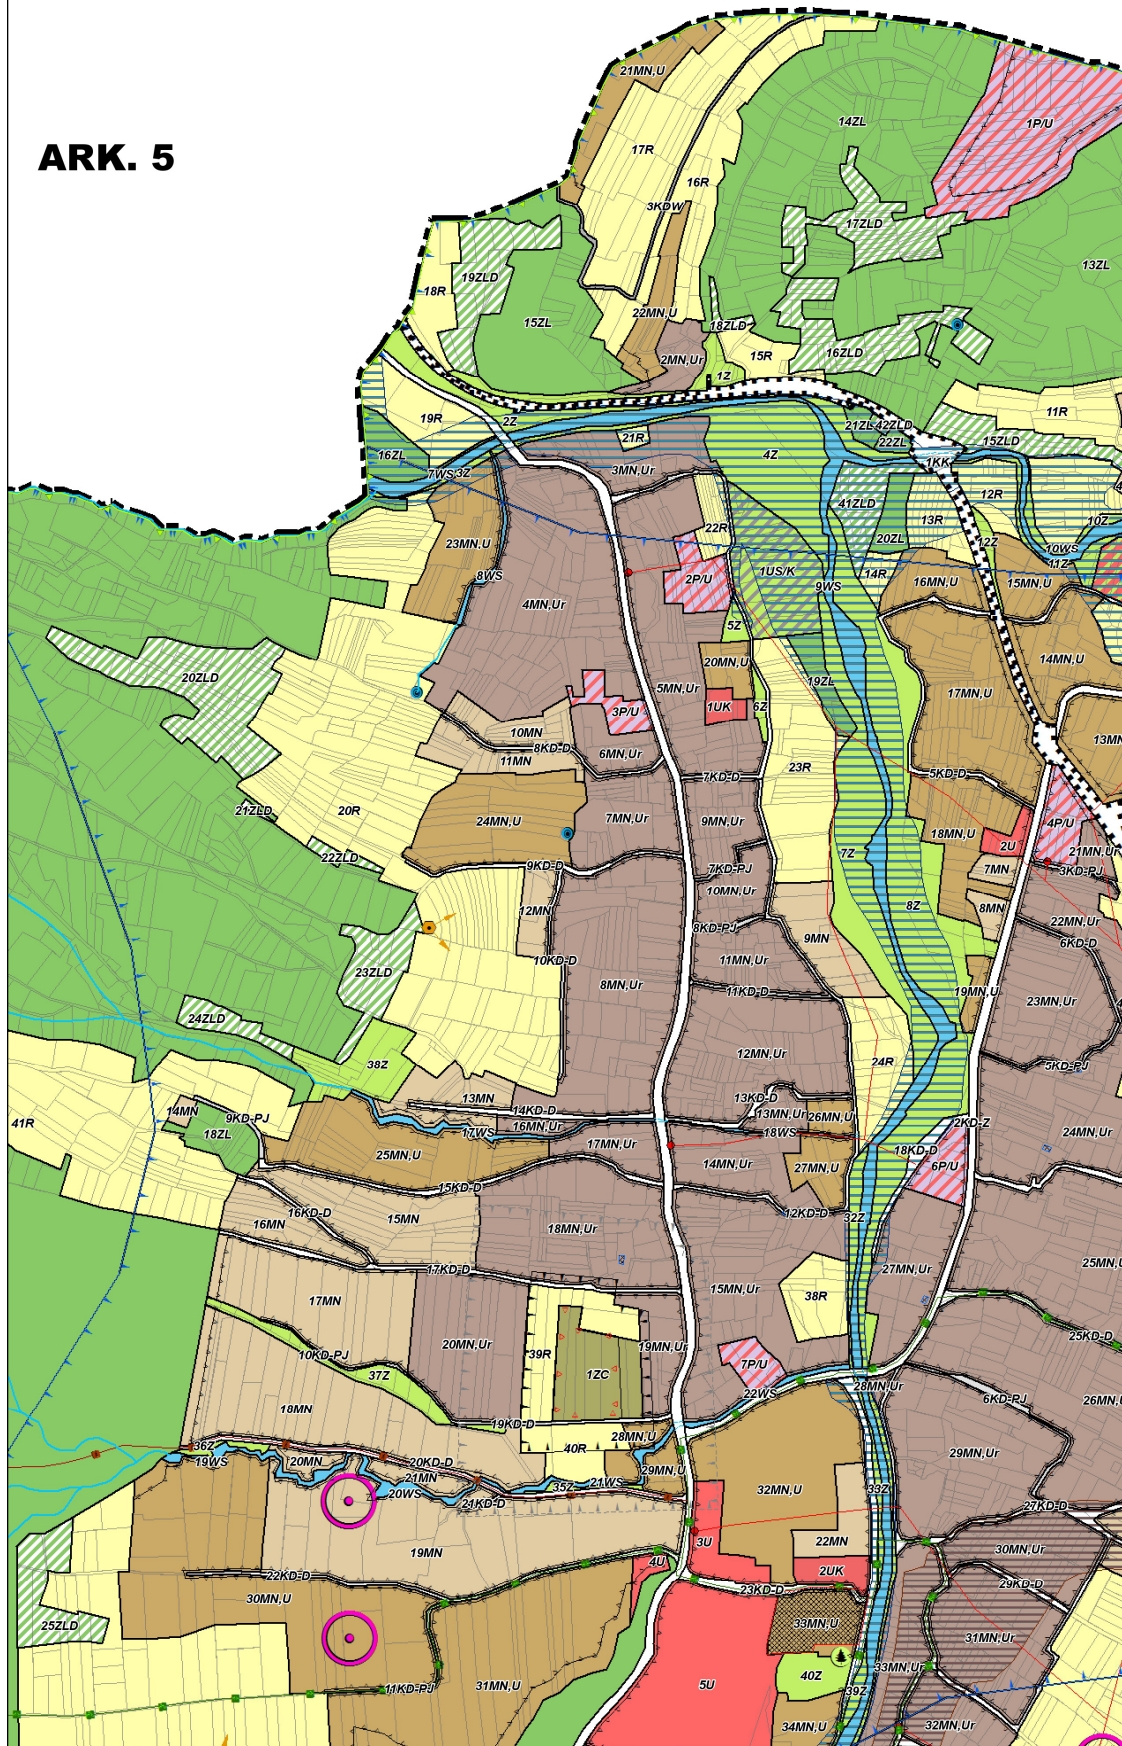 21MN,U
14ZL
1P/U
ARK. 5
17R
16R
3KDW
17ZLD
13ZL
19ZLD
18R
15ZL
22MN,U
18ZLD
2MN,Ur
15R
16ZLD
1Z
11R
19R
2Z
21R
21ZL
42ZLD
22ZL
15ZLD
4Z
16ZL
7WS
3Z
3MN,Ur
1KK
12R
41ZLD
13R
22R
10Z
23MN,U
20ZL
12Z
10WS
11Z
8WS
2P/U
1US/K
14R
9WS
16MN,U
15MN,U
4MN,Ur
5Z
20MN,U
14MN,U
20ZLD
19ZL
5MN,Ur
17MN,U
1UK
6Z
3P/U
10MN
8KD-D
6MN,Ur
11MN
13MN
23R
7KD-D
5KD-D
20R
21ZLD
24MN,U
7MN,Ur
9MN,Ur
4P/U
18MN,U
2U
7Z
21MN,Ur
22ZLD
9KD-D
7KD-PJ
7MN
3KD-PJ
10MN,Ur
12MN
8Z
8MN
22MN,Ur
8KD-PJ
9MN
6KD-D
10KD-D
11MN,Ur
23ZLD
8MN,Ur
11KD-D
19MN,U
23MN,Ur
24ZLD
12MN,Ur
38Z
24R
5KD-PJ
13MN
13KD-D
14MN
9KD-PJ
14KD-D
13MN,Ur
26MN,U
41R
16MN,Ur
2KD-Z
18ZL
17WS
18WS
24MN,Ur
17MN,Ur
18KD-D
25MN,U
14MN,Ur
27MN,U
6P/U
15KD-D
16KD-D
15MN
12KD-D
32Z
16MN
18MN,Ur
17KD-D
27MN,Ur
15MN,Ur
17MN
38R
25KD-D
20MN,Ur
39R
19MN,Ur
10KD-PJ
1ZC
37Z
7P/U
28MN,Ur
22WS
6KD-PJ
18MN
19KD-D
28MN,U
36Z
40R
29MN,Ur
19WS
20MN
20KD-D
29MN,U
21MN
35Z
21WS
20WS
21KD-D
32MN,U
33Z
27KD-D
3U
22MN
30MN,Ur
19MN
4U
2UK
22KD-D
23KD-D
29KD-D
30MN,U
33MN,U
25ZLD
31MN,Ur
33MN,Ur
40Z
11KD-PJ
31MN,U
5U
39Z
34MN,U
32MN,Ur